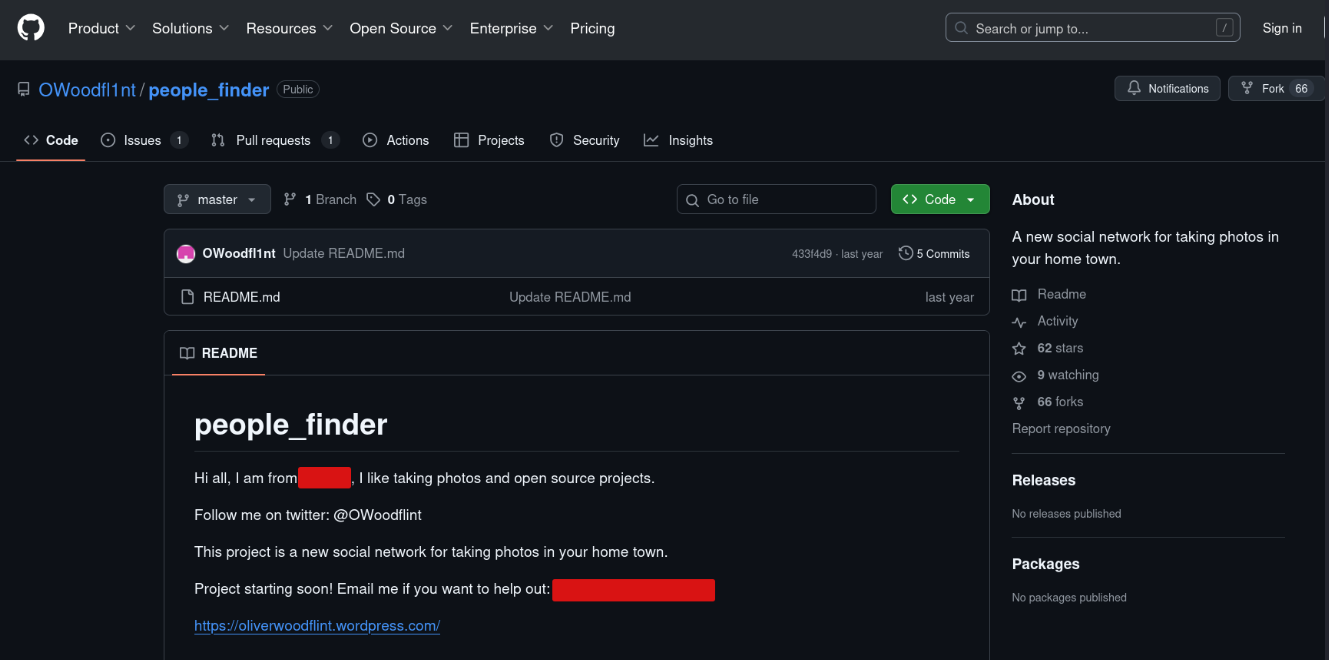 Product Solutions Resources Open Source Enterprise Pricing Search or jump to... / Sign in
OWoodfl1nt / people_finder Public Notifications Fork 66
Code Issues 1 Pull requests 1 Actions Projects Security Insights
master 1 Branch 0 Tags Go to file Code
OWoodfl1nt Update README.md 433f4d9 · last year 5 Commits
README.md Update README.md last year
README
people_finder
Hi all, I am from , I like taking photos and open source projects.
Follow me on twitter: @OWoodflint
This project is a new social network for taking photos in your home town.
Project starting soon! Email me if you want to help out:
https://oliverwoodflint.wordpress.com/
About
A new social network for taking photos in
your home town.
Readme
Activity
62 stars
9 watching
66 forks
Report repository
Releases
No releases published
Packages
No packages published